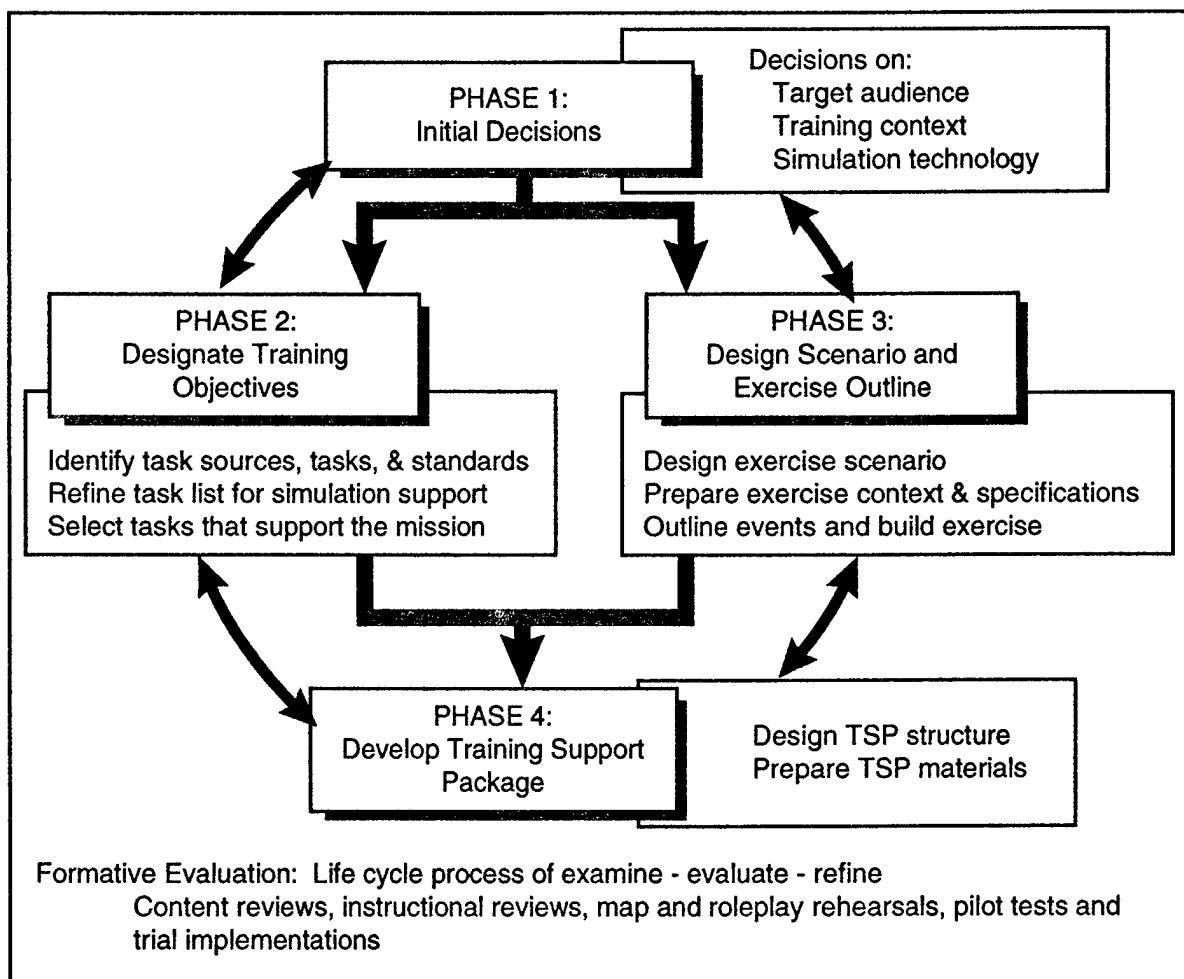 PHASE 1:
Initial Decisions
Decisions on:
Target audience
Training context
Simulation technology
PHASE 2:
Designate Training
Objectives
Identify task sources, tasks, & standards
Refine task list for simulation support
Select tasks that support the mission
PHASE 3:
Design Scenario and
Exercise Outline
Design exercise scenario
Prepare exercise context & specifications
Outline events and build exercise
PHASE 4:
Develop Training Support
Package
Design TSP structure
Prepare TSP materials
Formative Evaluation: Life cycle process of examine - evaluate - refine
Content reviews, instructional reviews, map and roleplay rehearsals, pilot tests and
trial implementations